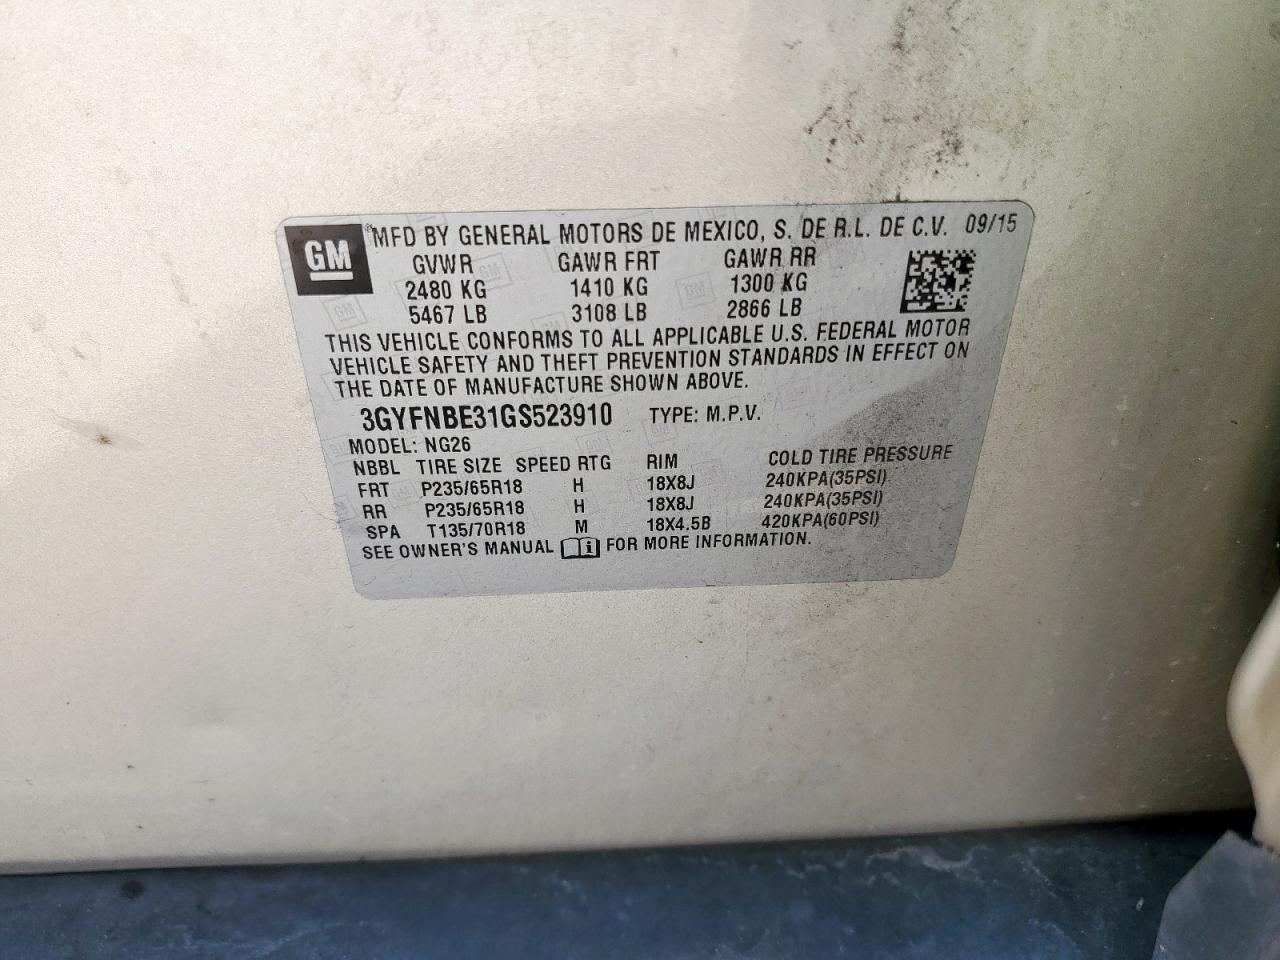 GM
® MFD BY GENERAL MOTORS DE MEXICO, S. DE R.L. DE C.V. 09/15
GVWR GAWR FRT GAWR RR
2480 KG 1410 KG 1300 KG
5467 LB 3108 LB 2866 LB
THIS VEHICLE CONFORMS TO ALL APPLICABLE U.S. FEDERAL MOTOR
VEHICLE SAFETY AND THEFT PREVENTION STANDARDS IN EFFECT ON
THE DATE OF MANUFACTURE SHOWN ABOVE.
3GYFNBE31GS523910 TYPE: M.P.V.
MODEL: NG26
NBBL TIRE SIZE SPEED RTG RIM COLD TIRE PRESSURE
FRT P235/65R18 H 18X8J 240KPA(35PSI)
RR P235/65R18 H 18X8J 240KPA(35PSI)
SPA T135/70R18 M 18X4.5B 420KPA(60PSI)
SEE OWNER'S MANUAL FOR MORE INFORMATION.